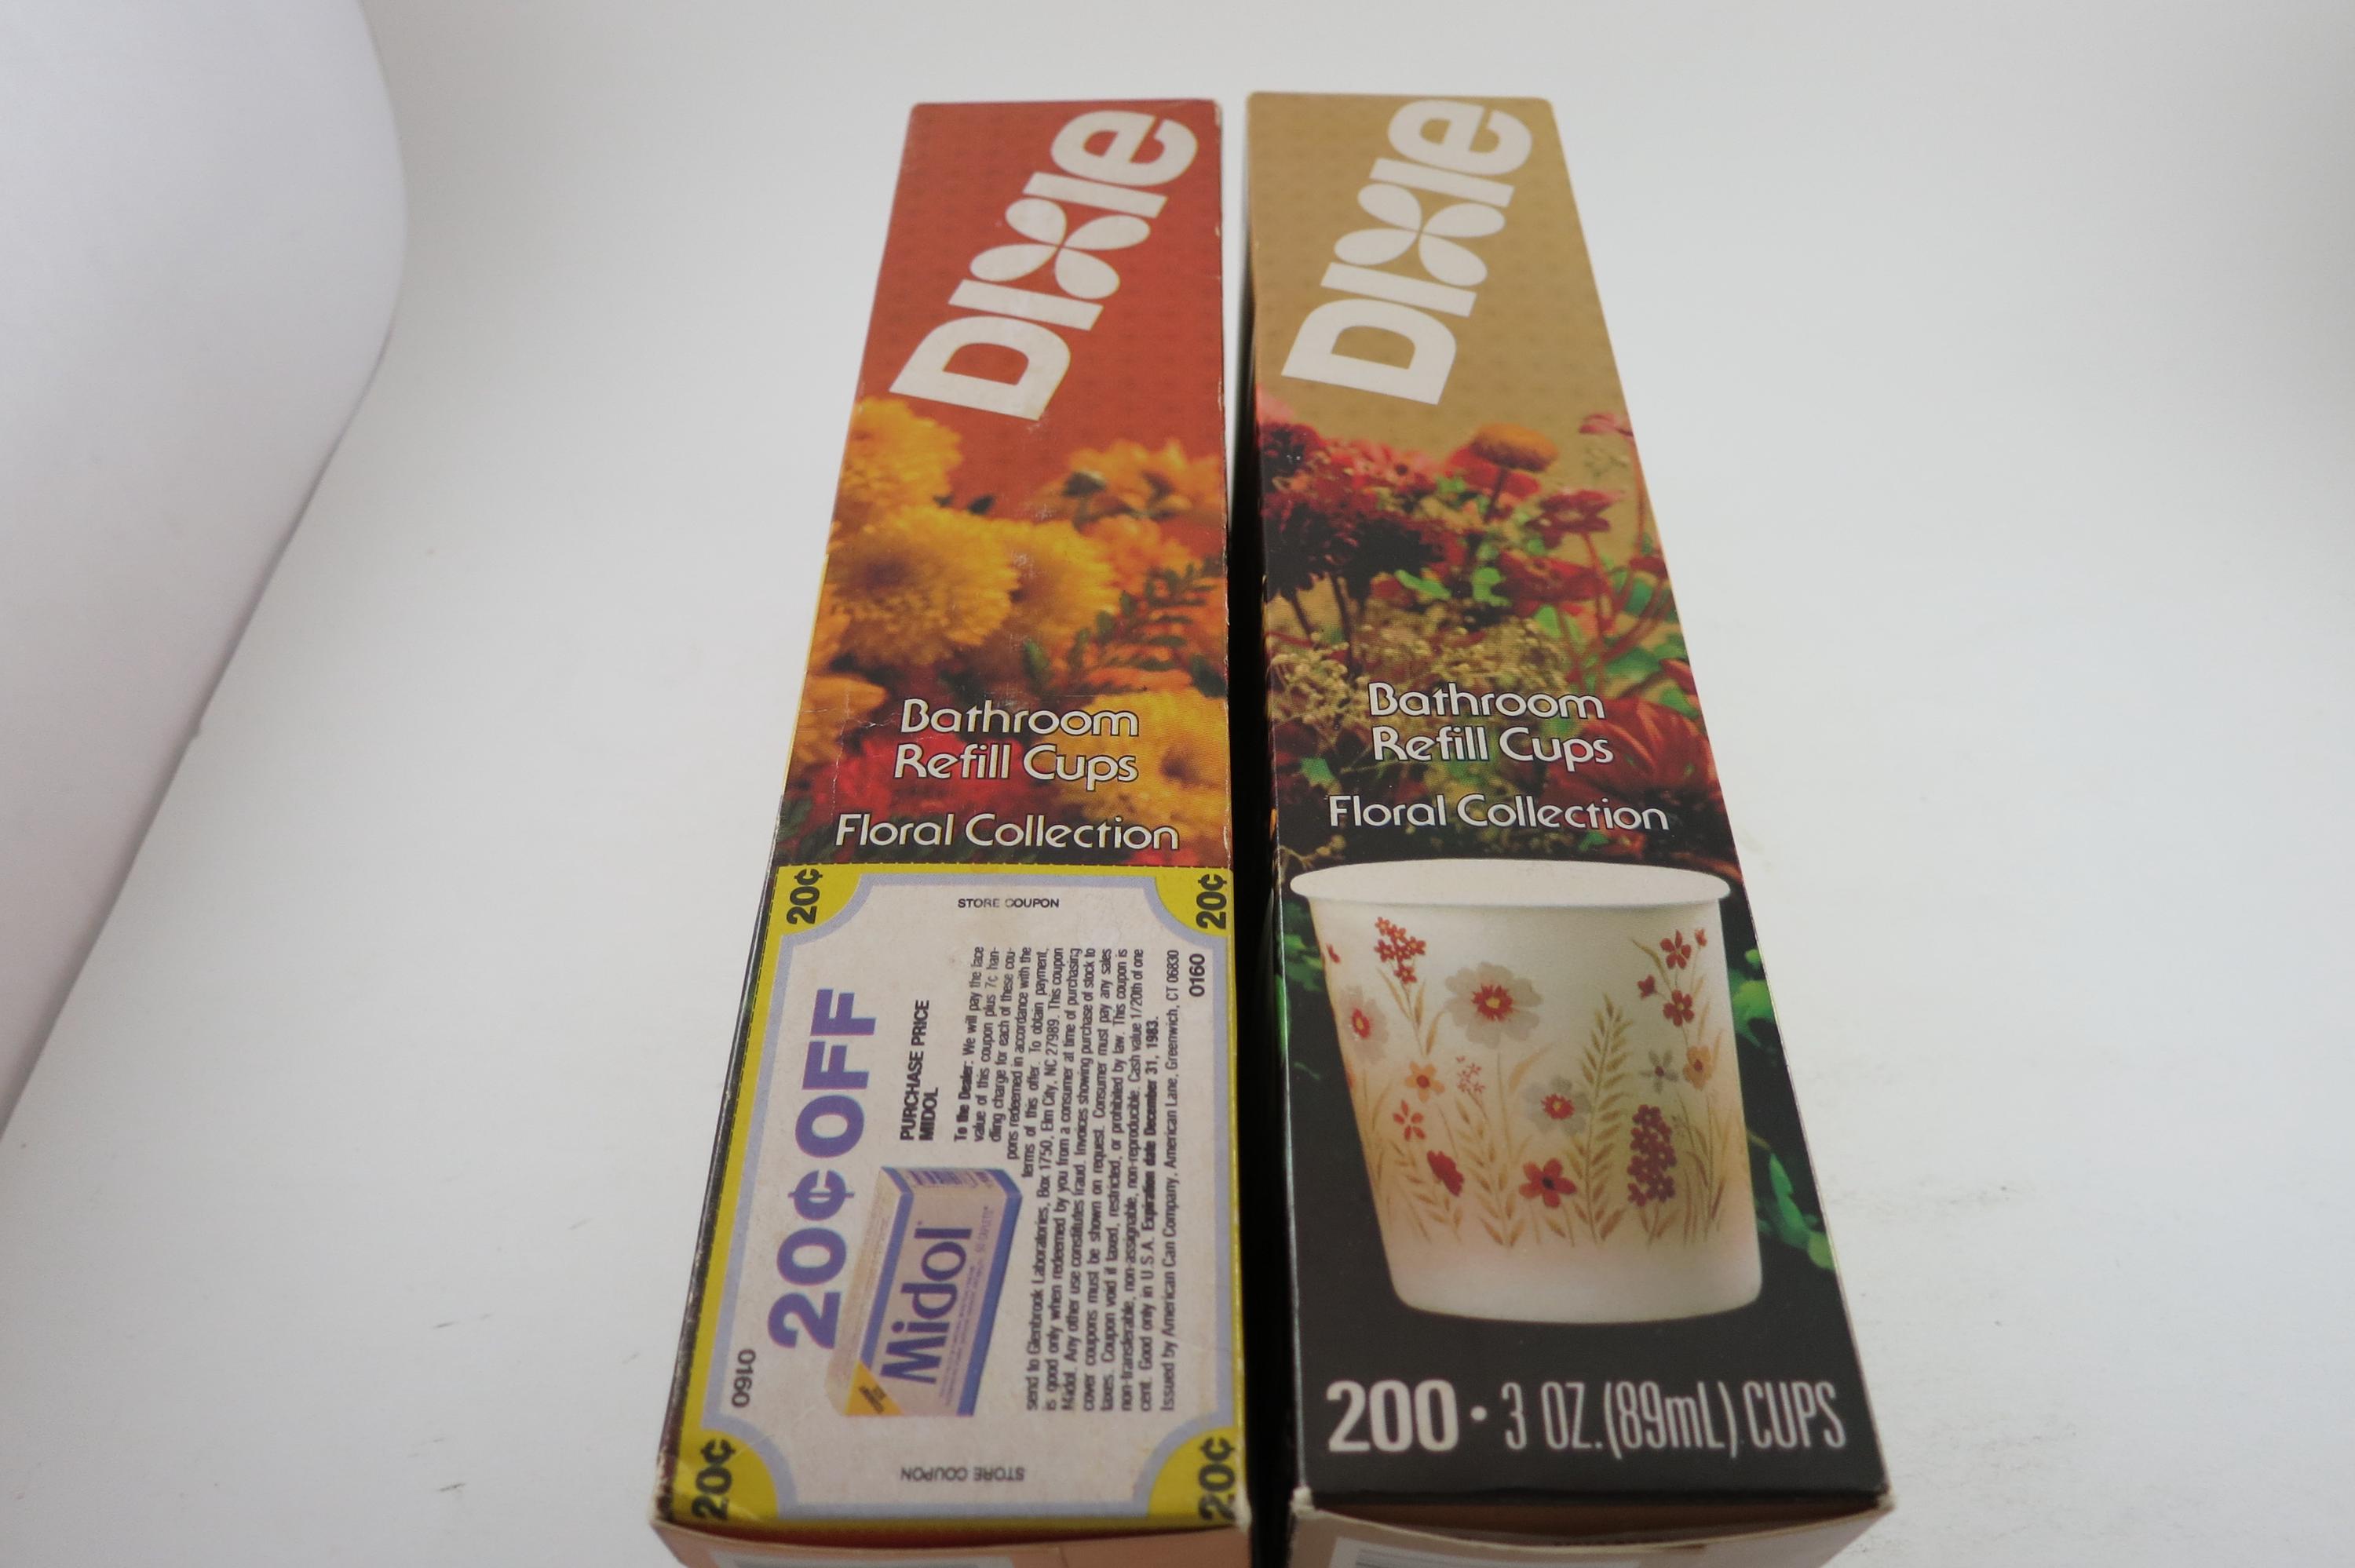 DIXIE
Bathroom
Refill Cups
Floral Collection
STORE COUPON
20¢
20¢
20¢
20¢
20¢ OFF
PURCHASE PRICE
MIDOL
To the Dealer: We will pay the face
value of this coupon plus 7c han-
dling charge for each of these cou-
pons redeemed in accordance with the
terms of this offer. To obtain payment,
send to Glenbrook Laboratories, Box 1750, Elm City, NC 27989. This coupon
is good only when redeemed by you from a consumer at time of purchasing
Midol. Any other use constitutes fraud. Invoices showing purchase of stock to
cover coupons must be shown on request. Consumer must pay any sales
taxes. Coupon void if taxed, restricted, or prohibited by law. This coupon is
non-transferable, non-assignable, non-reproducible. Cash value 1/20th of one
cent. Good only in U.S.A. Expiration date December 31, 1983.
Issued by American Can Company, American Lane, Greenwich, CT 06830
0160
0160
Midol
STORE COUPON
DIXIE
Bathroom
Refill Cups
Floral Collection
200 • 3 OZ. (89mL) CUPS